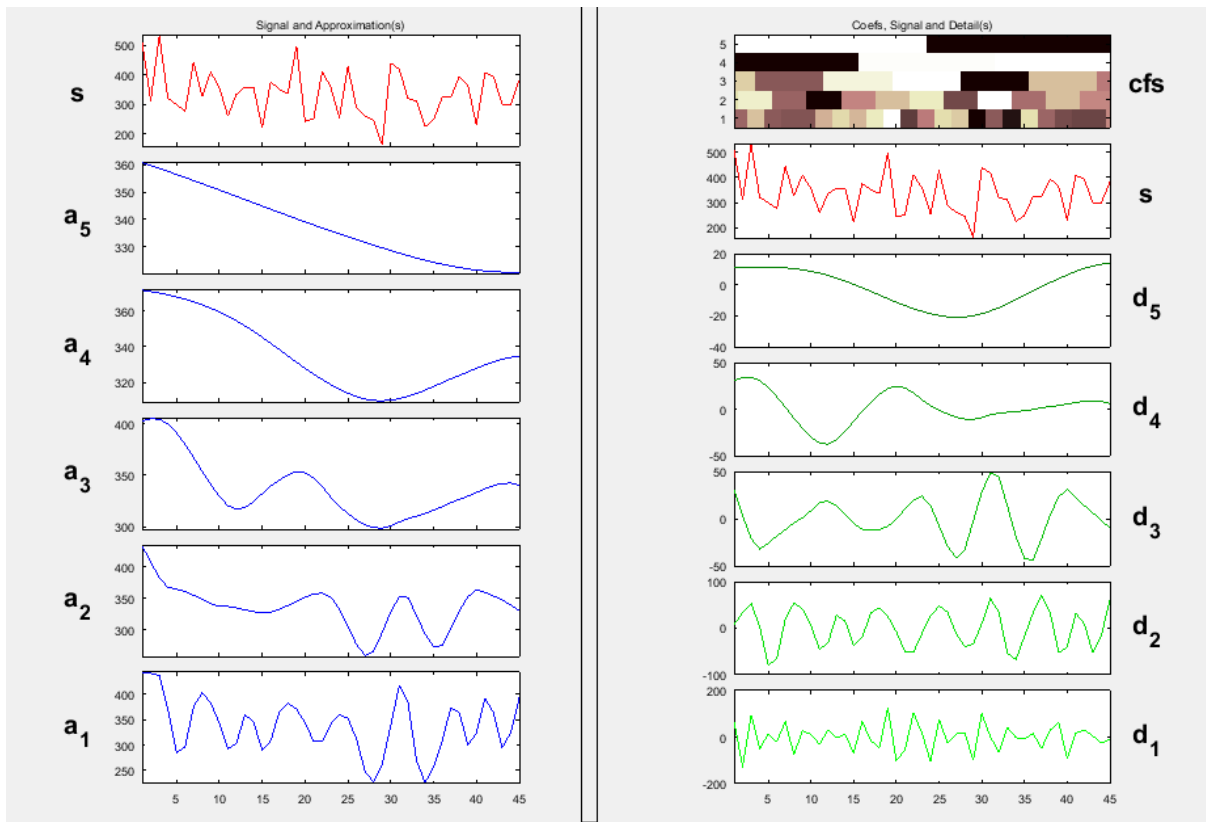 Signal and Approximation(s)
s
500
400
300
200
a5
360
350
340
330
a4
360
340
320
a3
400
350
300
a2
400
350
300
a1
400
350
300
250
5 10 15 20 25 30 35 40 45
Coefs, Signal and Detail(s)
5
4
3
2
1
cfs
500
400
300
200
s
20
0
-20
-40
d5
50
0
-50
d4
50
0
-50
d3
100
0
-100
d2
200
0
-200
d1
5 10 15 20 25 30 35 40 45